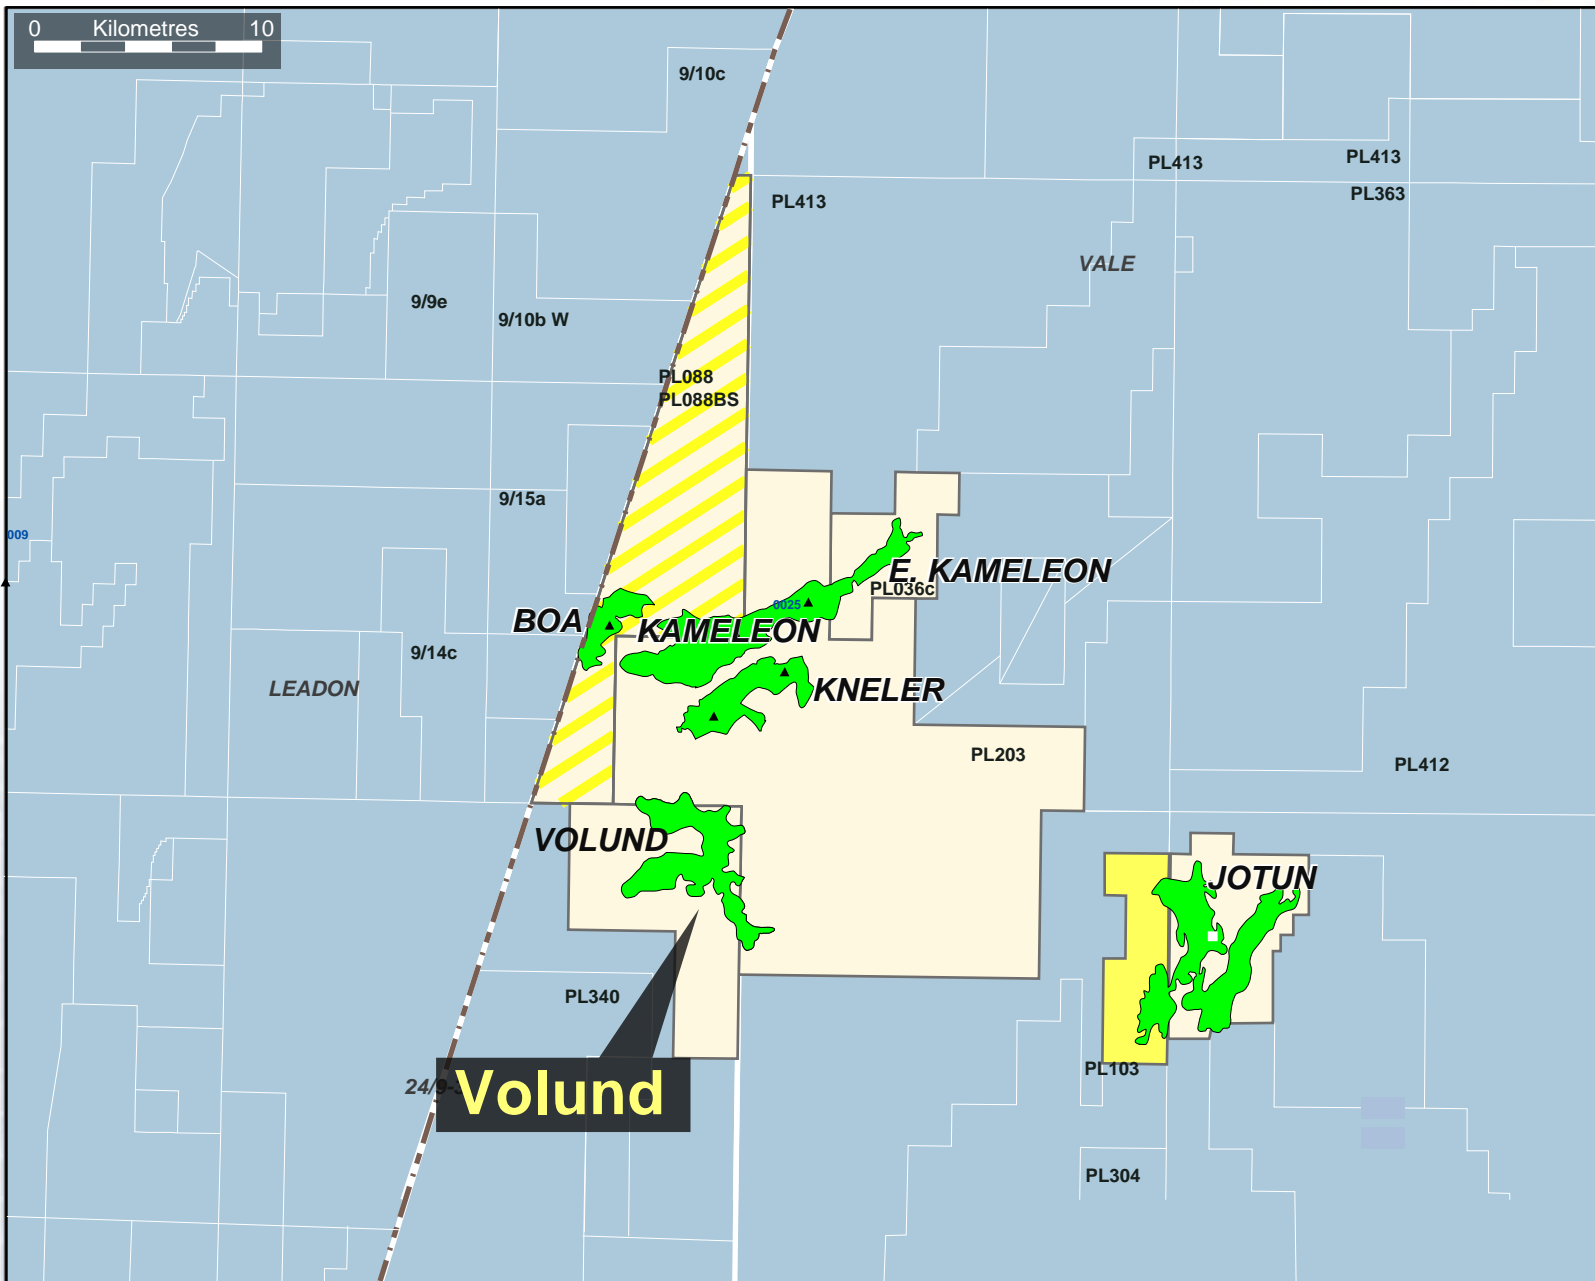 0 Kilometres 10
9/10c
PL413
PL413
PL363
PL413
VALE
9/9e
9/10b W
PL088
PL088BS
9/15a
009
E. KAMELEON
PL036c
0025
BOA
KAMELEON
9/14c
LEADON
KNELER
PL203
PL412
VOLUND
JOTUN
PL340
PL103
24/9-
Volund
PL304